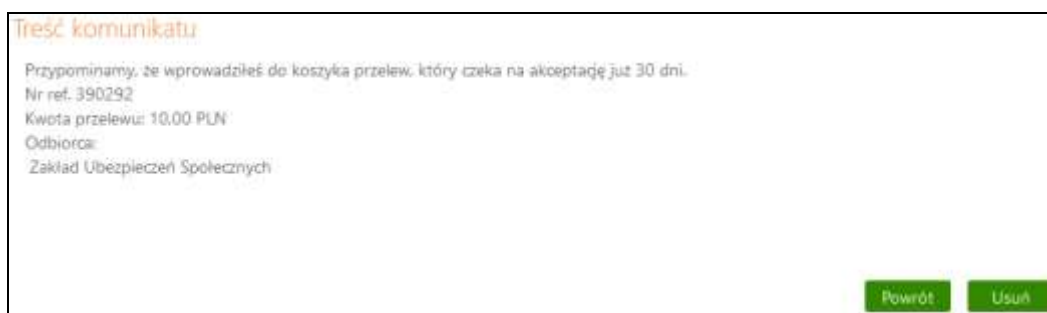 Treść komunikatu
Przypominamy, że wprowadziłeś do koszyka przelew, który czeka na akceptację już 30 dni.
Nr ref. 390292
Kwota przelewu: 10,00 PLN
Odbiorca:
Zakład Ubezpieczeń Społecznych
Powrót Usuń